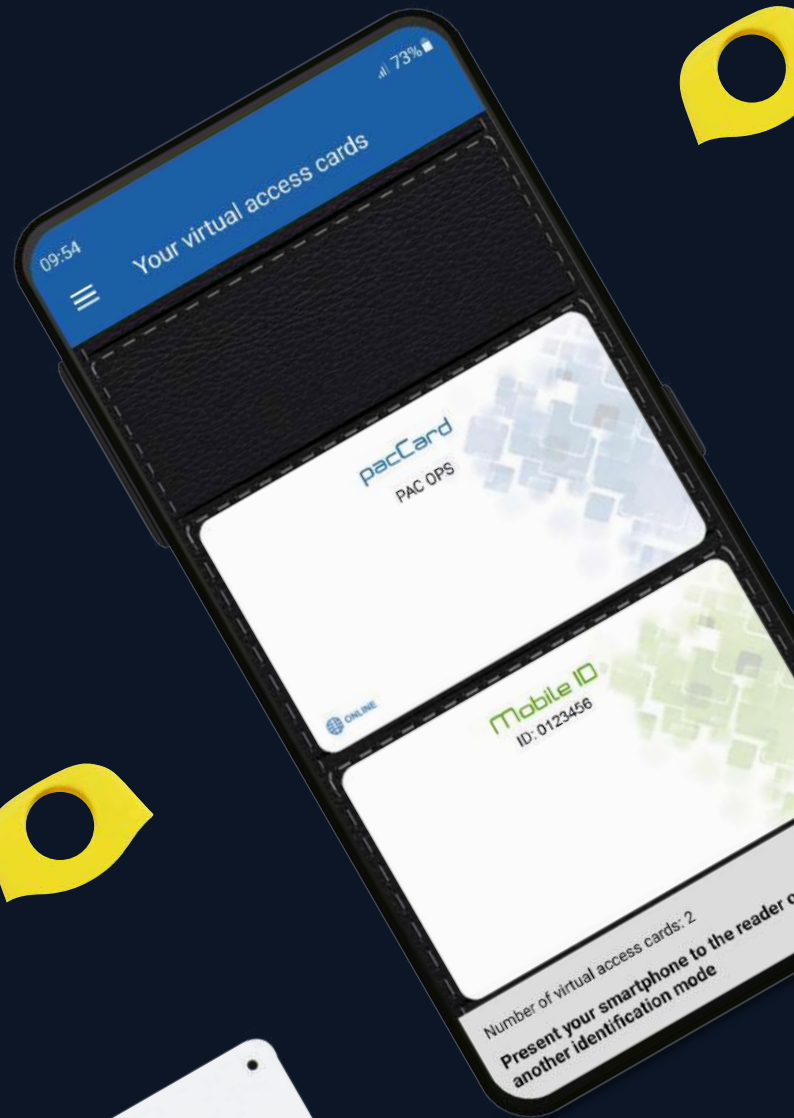 73%
09:54
Your virtual access cards
pacCard
PAC OPS
ONLINE
Mobile ID
ID: 0123456
Number of virtual access cards: 2
Present your smartphone to the reader
another identification mode